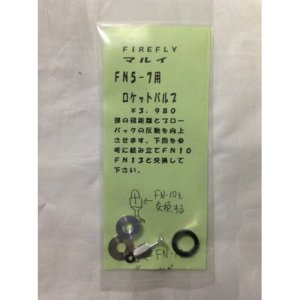 FIREFLY
マルイ
FN5-7用
ロケットバルブ
¥3,980
弾の飛距離とブロー
バックの反動を向上
させます。下図を参
考に組み立てFN10
FN13と交換して
下さい。
FN-10と
交換する